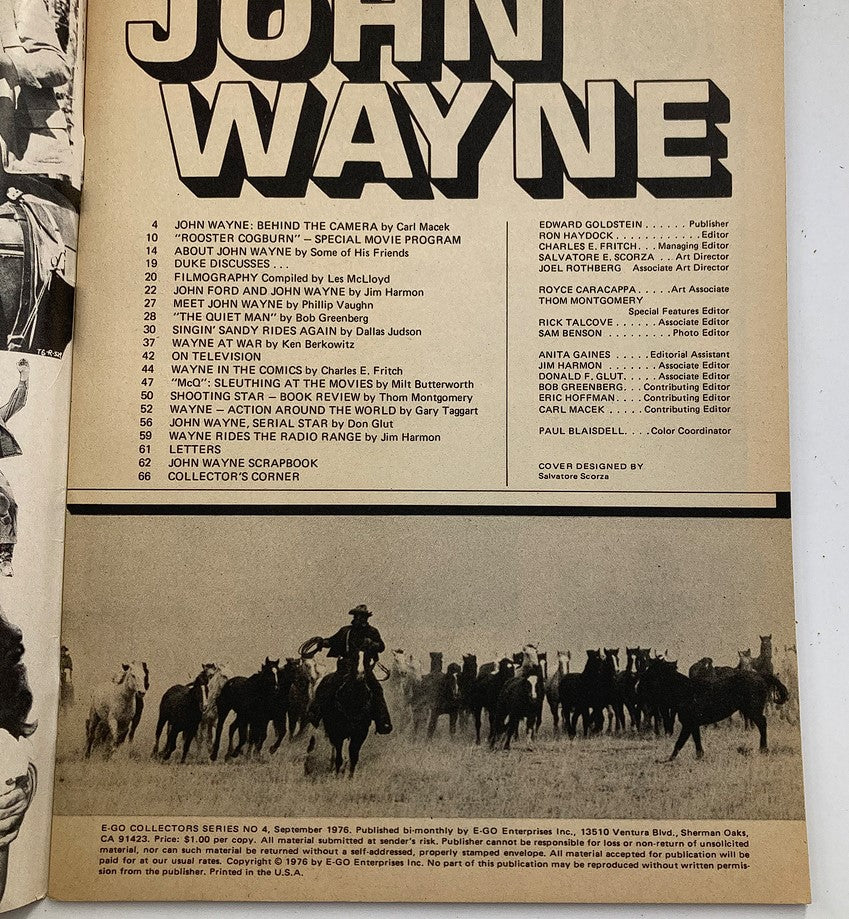 JOHN
WAYNE
4 JOHN WAYNE: BEHIND THE CAMERA by Carl Macek
10 "ROOSTER COGBURN" — SPECIAL MOVIE PROGRAM
14 ABOUT JOHN WAYNE by Some of His Friends
19 DUKE DISCUSSES . . .
20 FILMOGRAPHY Compiled by Les McLloyd
22 JOHN FORD AND JOHN WAYNE by Jim Harmon
27 MEET JOHN WAYNE by Phillip Vaughn
28 "THE QUIET MAN" by Bob Greenberg
30 SINGIN' SANDY RIDES AGAIN by Dallas Judson
37 WAYNE AT WAR by Ken Berkowitz
42 ON TELEVISION
44 WAYNE IN THE COMICS by Charles E. Fritch
47 "McQ": SLEUTHING AT THE MOVIES by Milt Butterworth
50 SHOOTING STAR — BOOK REVIEW by Thom Montgomery
52 WAYNE — ACTION AROUND THE WORLD by Gary Taggart
56 JOHN WAYNE, SERIAL STAR by Don Glut
59 WAYNE RIDES THE RADIO RANGE by Jim Harmon
61 LETTERS
62 JOHN WAYNE SCRAPBOOK
66 COLLECTOR'S CORNER
EDWARD GOLDSTEIN . . . . . . Publisher
RON HAYDOCK. . . . . . . . . . . .Editor
CHARLES E. FRITCH. . . Managing Editor
SALVATORE E. SCORZA . . Art Director
JOEL ROTHBERG Associate Art Director
ROYCE CARACAPPA. . . . .Art Associate
THOM MONTGOMERY
Special Features Editor
RICK TALCOVE . . . . . . Associate Editor
SAM BENSON . . . . . . . . . Photo Editor
ANITA GAINES . . . . . Editorial Assistant
JIM HARMON . . . . . . . Associate Editor
DONALD F. GLUT. . . . . Associate Editor
BOB GREENBERG. . . Contributing Editor
ERIC HOFFMAN. . . . Contributing Editor
CARL MACEK . . . . . Contributing Editor
PAUL BLAISDELL. . . .Color Coordinator
COVER DESIGNED BY
Salvatore Scorza
E-GO COLLECTORS SERIES NO 4, September 1976. Published bi-monthly by E-GO Enterprises Inc., 13510 Ventura Blvd., Sherman Oaks,
CA 91423. Price: $1.00 per copy. All material submitted at sender's risk. Publisher cannot be responsible for loss or non-return of unsolicited
material, nor can such material be returned without a self-addressed, properly stamped envelope. All material accepted for publication will be
paid for at our usual rates. Copyright © 1976 by E-GO Enterprises Inc. No part of this publication may be reproduced without written permis-
sion from the publisher. Printed in the U.S.A.